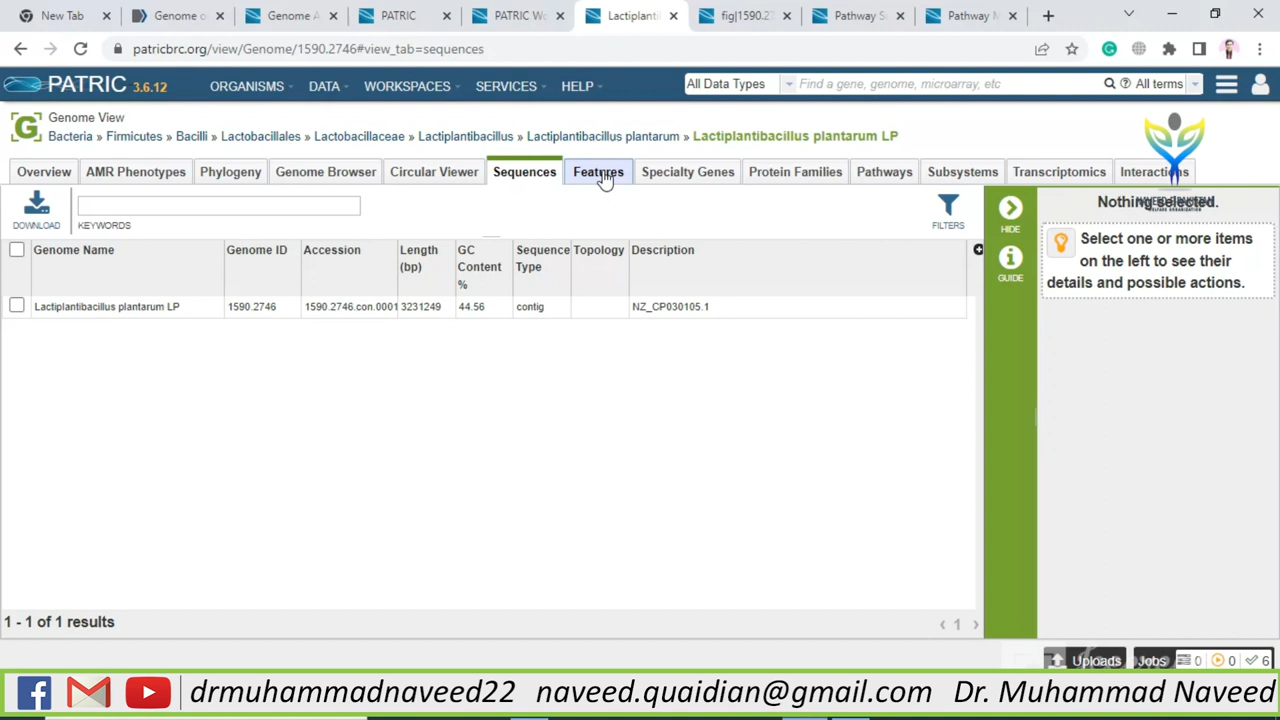 New Tab
Genome o
Genome A
PATRIC
PATRIC Wo
Lactiplanti
fig|1590.27
Pathway S
Pathway M
patricbrc.org/view/Genome/1590.2746#view_tab=sequences
PATRIC 3.6.12
ORGANISMS DATA WORKSPACES SERVICES HELP
All Data Types
Find a gene, genome, microarray, etc
All terms
Genome View
Bacteria » Firmicutes » Bacilli » Lactobacillales » Lactobacillaceae » Lactiplantibacillus » Lactiplantibacillus plantarum » Lactiplantibacillus plantarum LP
Overview AMR Phenotypes Phylogeny Genome Browser Circular Viewer Sequences Features Specialty Genes Protein Families Pathways Subsystems Transcriptomics Interactions
DOWNLOAD
KEYWORDS
FILTERS
HIDE
GUIDE
Nothing selected.
Select one or more items on the left to see their details and possible actions.
Genome Name Genome ID Accession Length (bp) GC Content % Sequence Type Topology Description
Lactiplantibacillus plantarum LP 1590.2746 1590.2746.con.0001 3231249 44.56 contig NZ_CP030105.1
1 - 1 of 1 results
1
Uploads Jobs 0 0 6
drmuhammadnaveed22 naveed.quaidian@gmail.com Dr. Muhammad Naveed